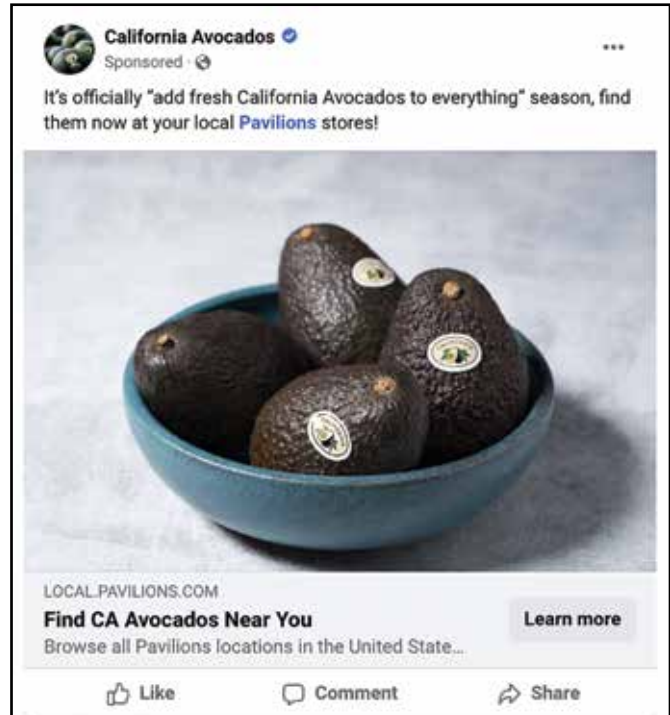 California Avocados
Sponsored
It's officially "add fresh California Avocados to everything" season, find
them now at your local Pavilions stores!
LOCAL.PAVILIONS.COM
Find CA Avocados Near You
Learn more
Browse all Pavilions locations in the United State...
Like
Comment
Share